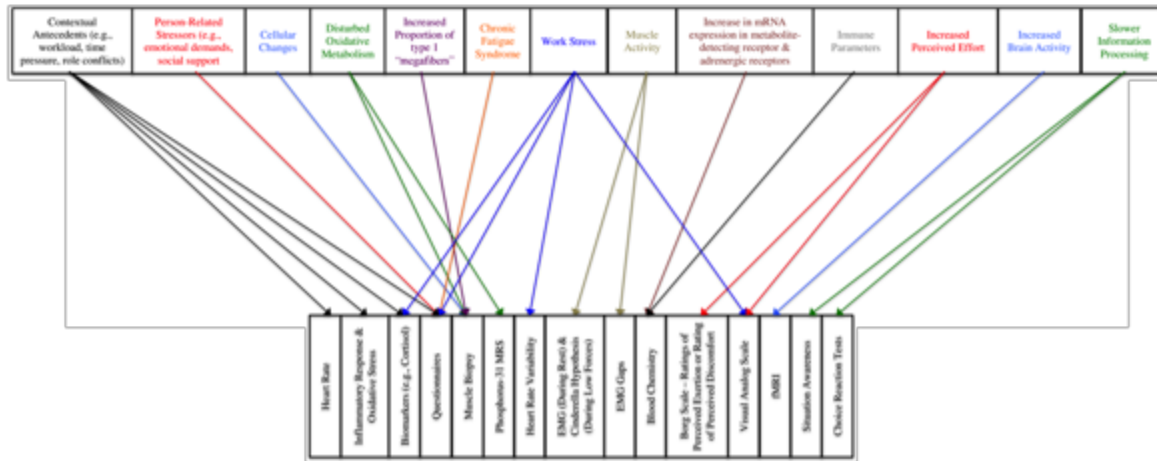 Contextual
Antecedents (e.g.,
workload, time
pressure, role conflicts)
Person-Related
Stressors (e.g.,
emotional demands,
social support
Cellular
Changes
Disturbed
Oxidative
Metabolism
Increased
Proportion of
type 1
"megafibers"
Chronic
Fatigue
Syndrome
Work Stress
Muscle
Activity
Increase in mRNA
expression in metabolite-
detecting receptor &
adrenergic receptors
Immune
Parameters
Increased
Perceived Effort
Increased
Brain Activity
Slower
Information
Processing
Heart Rate
Inflammatory Response &
Oxidative Stress
Biomarkers (e.g., Cortisol)
Questionnaires
Muscle Biopsy
Phosphorus-31 MRS
Heart Rate Variability
EMG (During Rest) &
Cinderella Hypothesis
(During Low Forces)
EMG Gaps
Blood Chemistry
Borg Scale - Ratings of
Perceived Exertion or Rating
of Perceived Discomfort
Visual Analog Scale
fMRI
Situation Awareness
Choice Reaction Tests